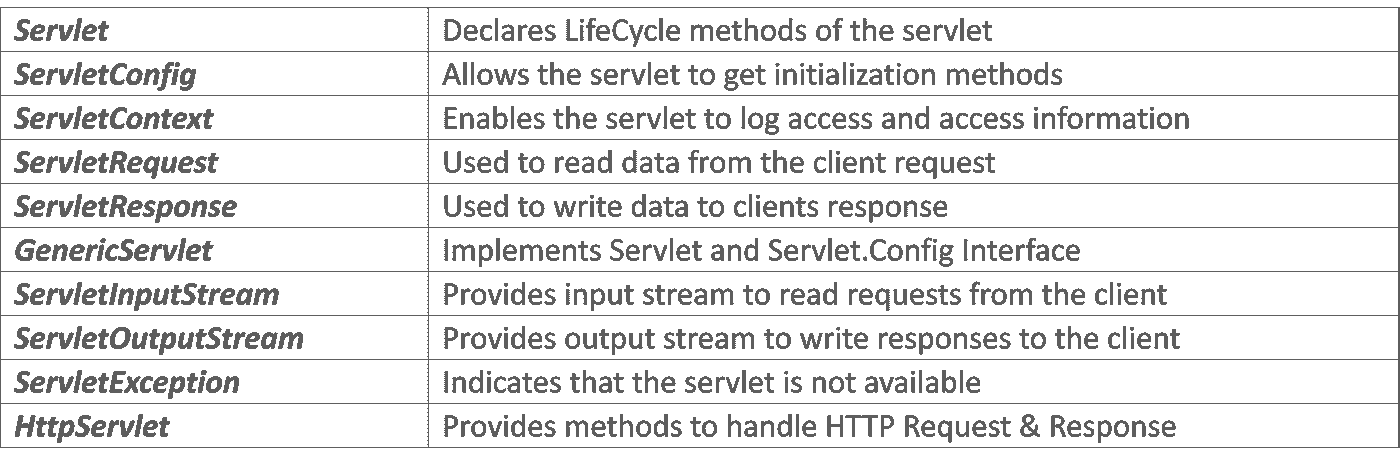 Servlet Declares LifeCycle methods of the servlet
ServletConfig Allows the servlet to get initialization methods
ServletContext Enables the servlet to log access and access information
ServletRequest Used to read data from the client request
ServletResponse Used to write data to clients response
GenericServlet Implements Servlet and Servlet.Config Interface
ServletInputStream Provides input stream to read requests from the client
ServletOutputStream Provides output stream to write responses to the client
ServletException Indicates that the servlet is not available
HttpServlet Provides methods to handle HTTP Request & Response